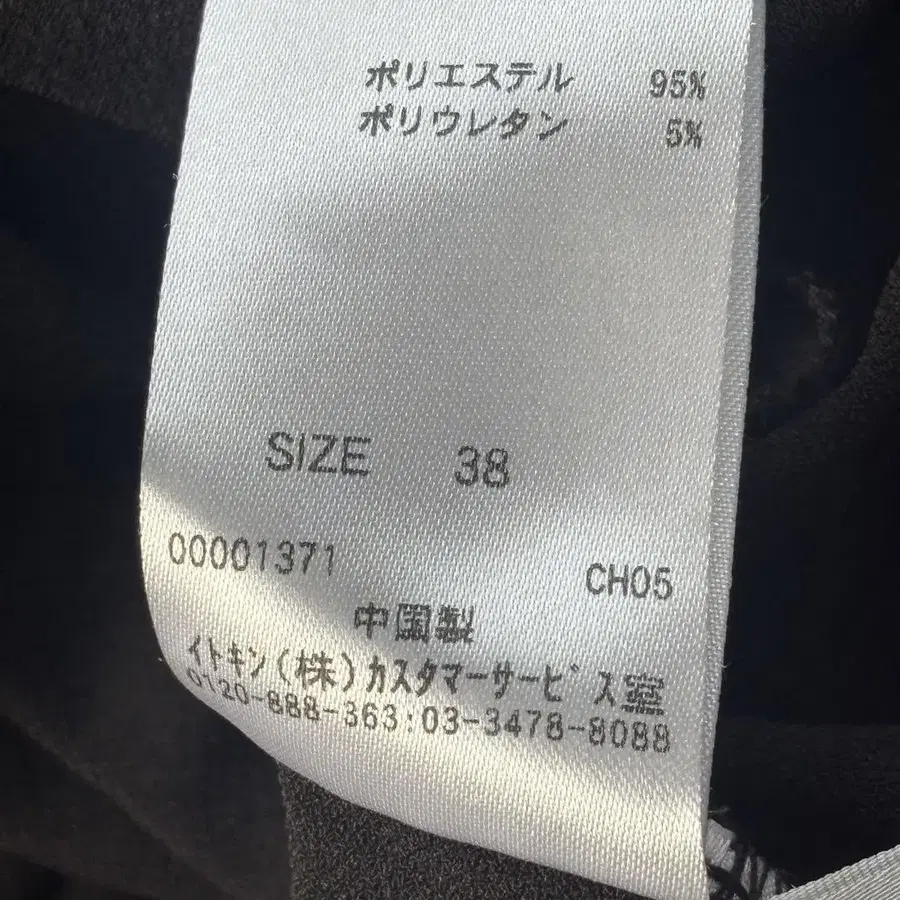 ポリエステル 95%
ポリウレタン 5%
SIZE 38
00001371 CH05
中国製
イトキン(株)カスタマーサービス室
0120-888-363:03-3478-8088